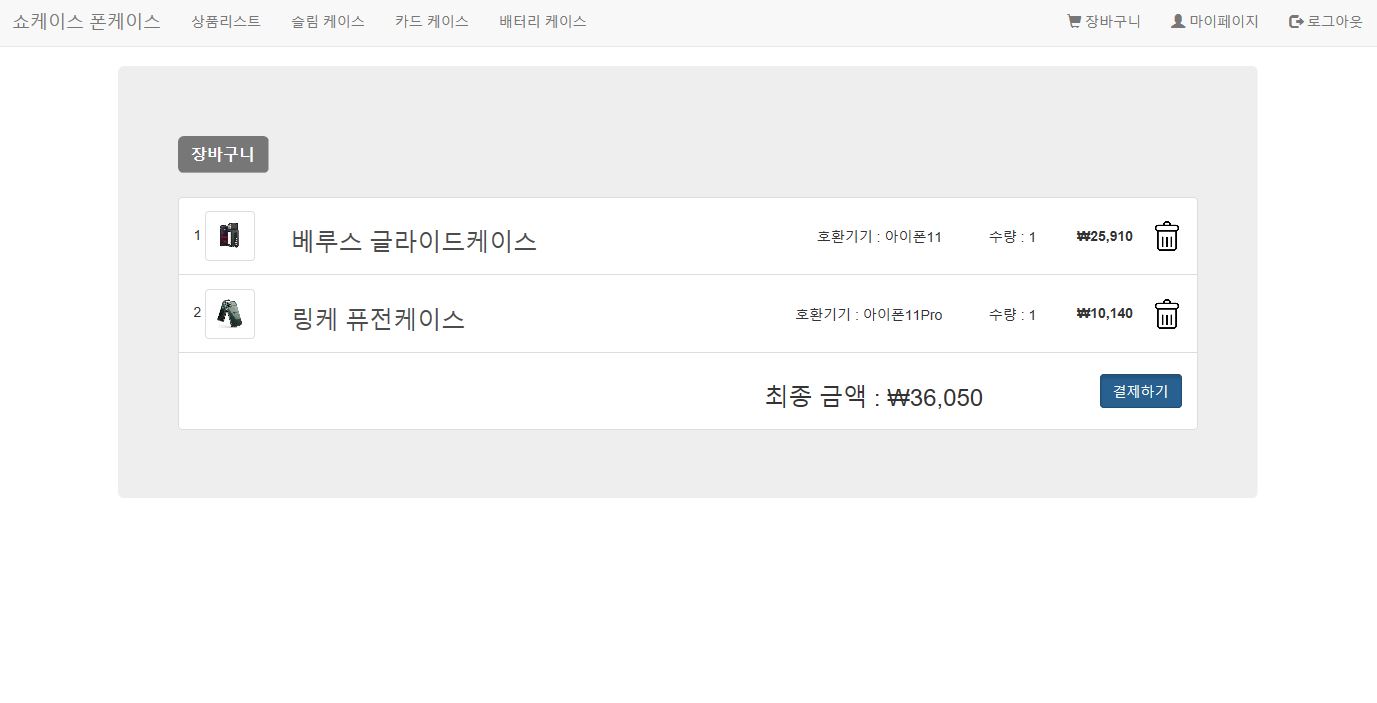 쇼케이스 폰케이스 상품리스트 슬림 케이스 카드 케이스 배터리 케이스 장바구니 마이페이지 로그아웃
장바구니
1 베루스 글라이드케이스 호환기기 : 아이폰11 수량 : 1 ₩25,910
2 링케 퓨전케이스 호환기기 : 아이폰11Pro 수량 : 1 ₩10,140
최종 금액 : ₩36,050 결제하기